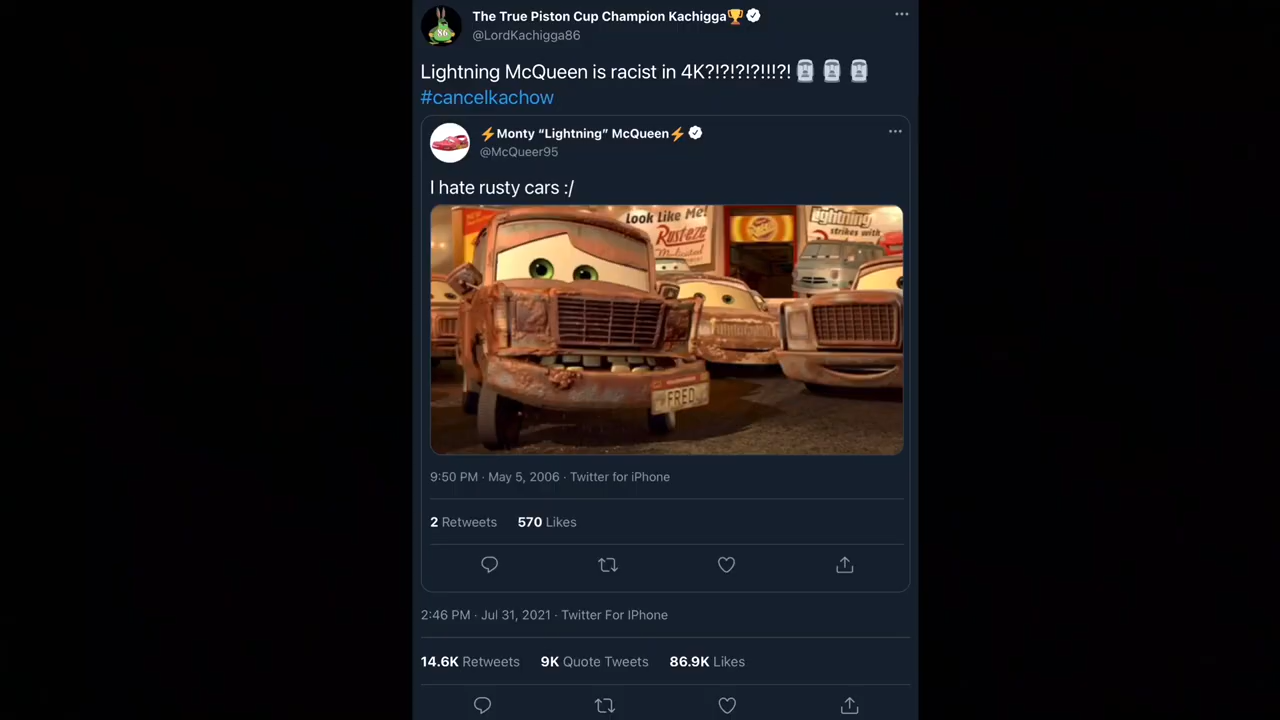 The True Piston Cup Champion Kachigga🏆
@LordKachigga86
Lightning McQueen is racist in 4K?!?!?!?!!!?! 🗿 🗿 🗿
#cancelkachow
⚡Monty “Lightning” McQueen⚡
@McQueer95
I hate rusty cars :/
Look Like Me!
Rusteze
Medicated
lightning
strikes with
FRED
9:50 PM · May 5, 2006 · Twitter for iPhone
2 Retweets 570 Likes
2:46 PM · Jul 31, 2021 · Twitter For IPhone
14.6K Retweets 9K Quote Tweets 86.9K Likes